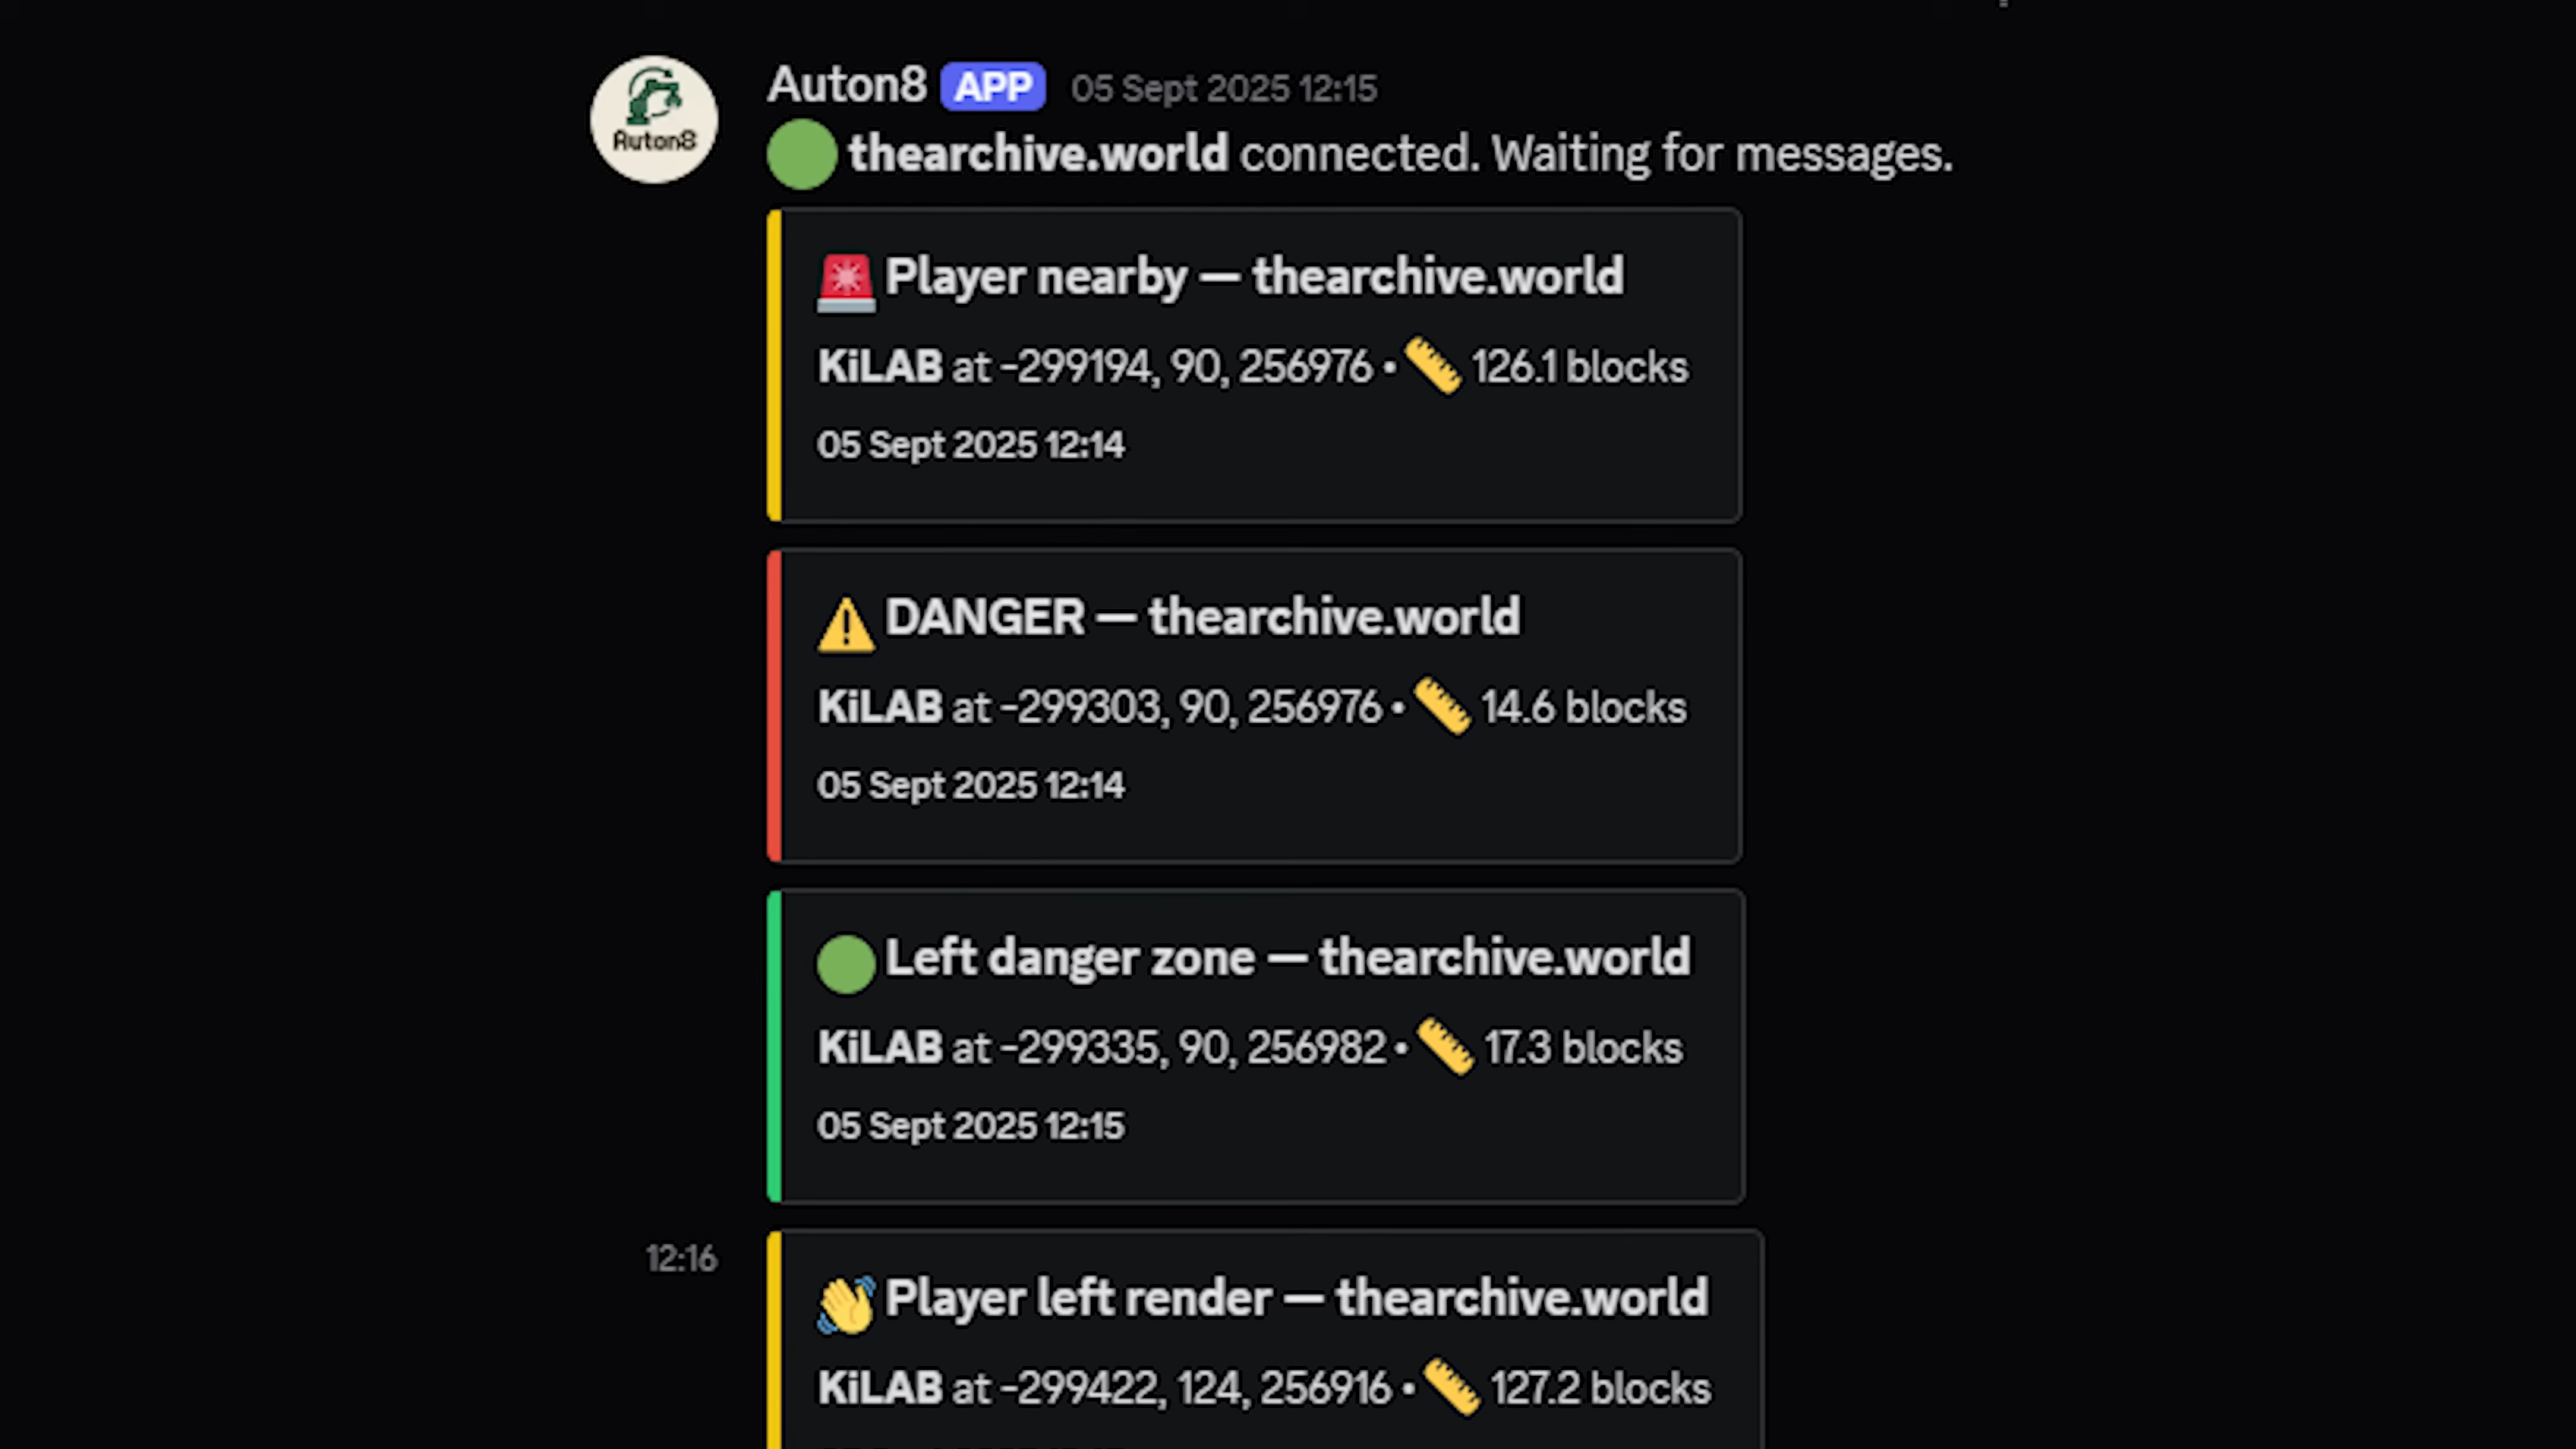 Auton8 APP 05 Sept 2025 12:15
Auton8
thearchive.world connected. Waiting for messages.
Player nearby — thearchive.world
KiLAB at -299194, 90, 256976 • 126.1 blocks
05 Sept 2025 12:14
DANGER — thearchive.world
KiLAB at -299303, 90, 256976 • 14.6 blocks
05 Sept 2025 12:14
Left danger zone — thearchive.world
KiLAB at -299335, 90, 256982 • 17.3 blocks
05 Sept 2025 12:15
12:16
Player left render — thearchive.world
KiLAB at -299422, 124, 256916 • 127.2 blocks